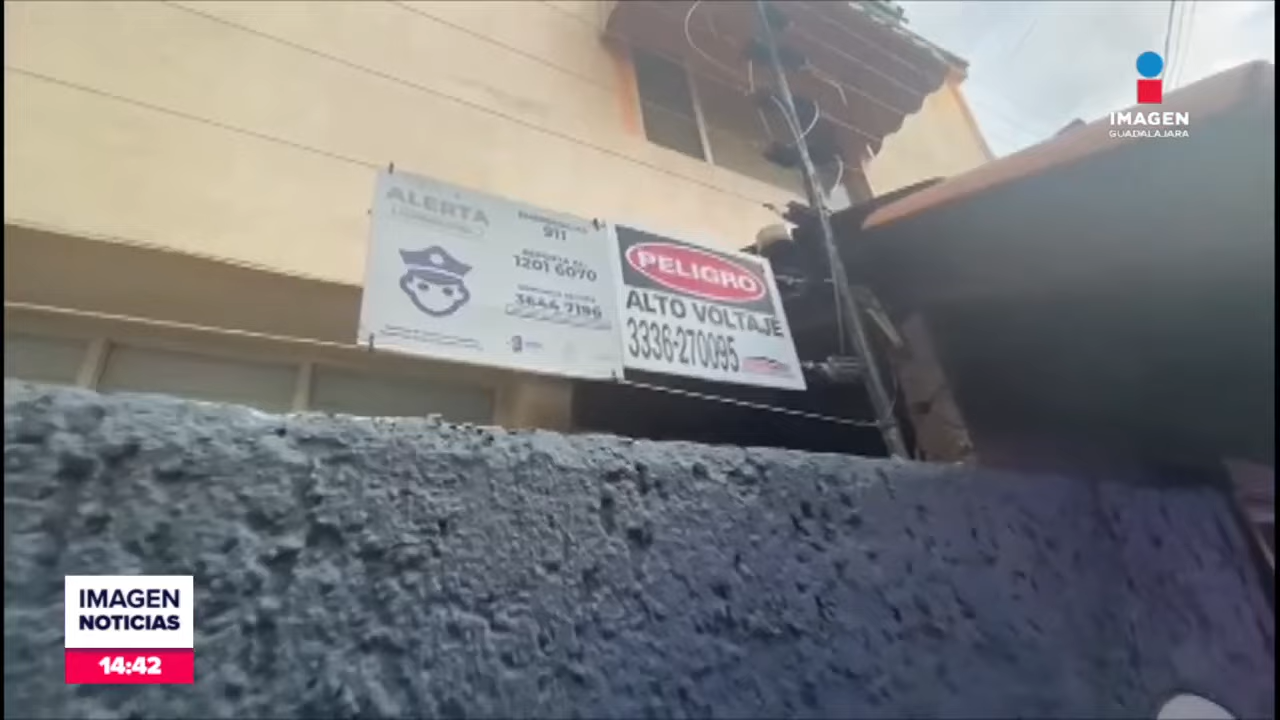 IMAGEN
GUADALAJARA
ALERTA
911
1201 6070
3644 7196
PELIGRO
ALTO VOLTAJE
3336-270095
IMAGEN
NOTICIAS
14:42